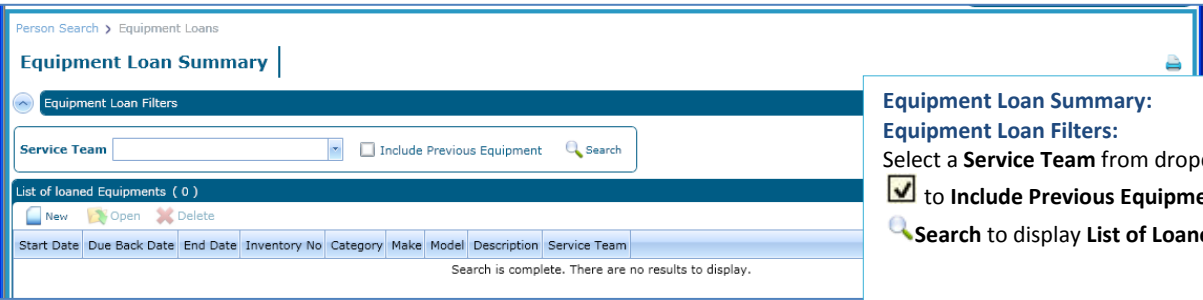 Person Search > Equipment Loans
Equipment Loan Summary
Equipment Loan Filters
Service Team Include Previous Equipment Search
List of loaned Equipments ( 0 )
New Open Delete
Start Date Due Back Date End Date Inventory No Category Make Model Description Service Team
Search is complete. There are no results to display.
Equipment Loan Summary:
Equipment Loan Filters:
Select a Service Team from
to Include Previous
Search to display List of